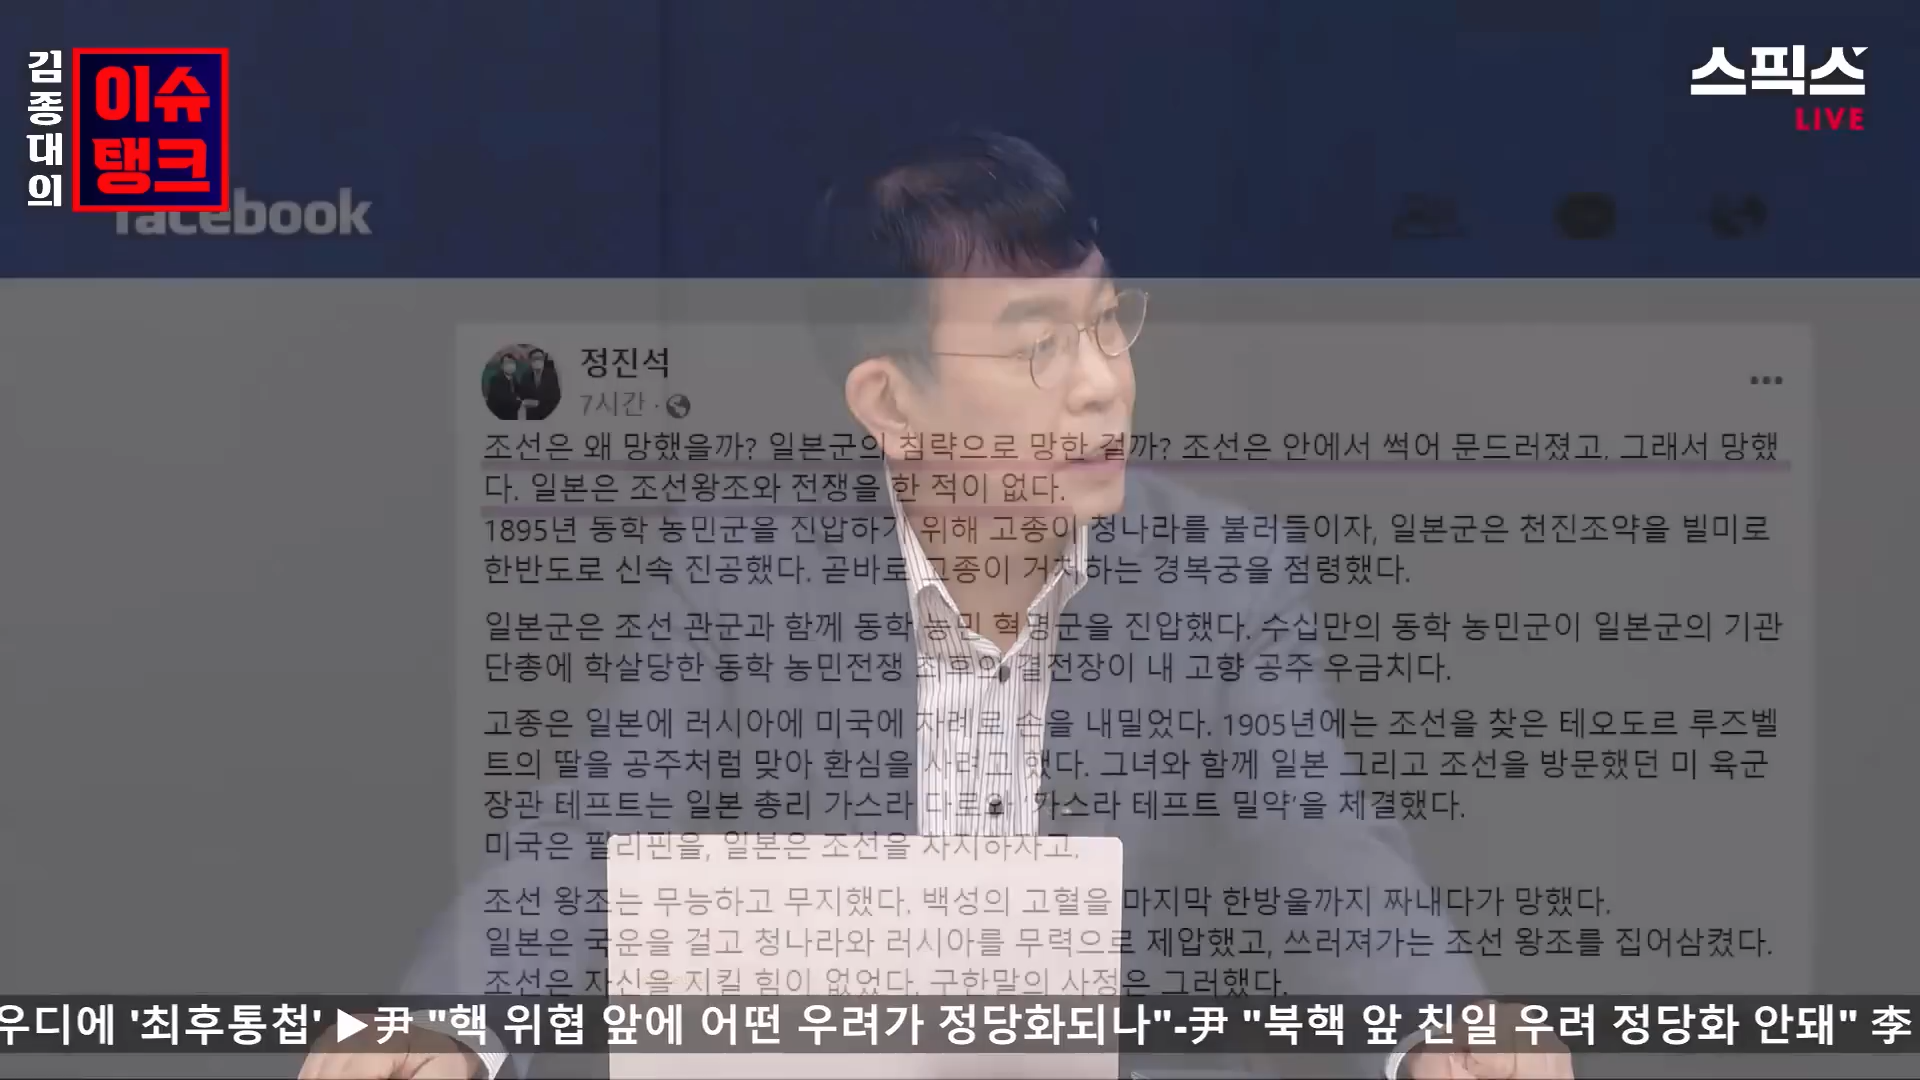 김종대의
이슈
탱크
스픽스
LIVE
facebook
정진석
7시간
조선은 왜 망했을까? 일본군의 침략으로 망한 걸까? 조선은 안에서 썩어 문드러졌고, 그래서 망했
다. 일본은 조선왕조와 전쟁을 한 적이 없다.
1895년 동학 농민군을 진압하기 위해 고종이 청나라를 불러들이자, 일본군은 천진조약을 빌미로
한반도로 신속 진공했다. 곧바로 고종이 거처하는 경복궁을 점령했다.
일본군은 조선 관군과 함께 동학 농민 혁명군을 진압했다. 수십만의 동학 농민군이 일본군의 기관
단총에 학살당한 동학 농민전쟁 최후의 결전장이 내 고향 공주 우금치다.
고종은 일본에 러시아에 미국에 차례로 손을 내밀었다. 1905년에는 조선을 찾은 테오도르 루즈벨
트의 딸을 공주처럼 맞아 환심을 사려고 했다. 그녀와 함께 일본 그리고 조선을 방문했던 미 육군
장관 테프트는 일본 총리 가스라 다로와 '카스라 테프트 밀약'을 체결했다.
미국은 필리핀을, 일본은 조선을 차지하자고.
조선 왕조는 무능하고 무지했다. 백성의 고혈을 마지막 한방울까지 짜내다가 망했다.
일본은 국운을 걸고 청나라와 러시아를 무력으로 제압했고, 쓰러져가는 조선 왕조를 집어삼켰다.
조선은 자신을 지킬 힘이 없었다. 구한말의 사정은 그러했다.
우디에 '최후통첩' ▶尹 "핵 위협 앞에 어떤 우려가 정당화되나"-尹 "북핵 앞 친일 우려 정당화 안돼" 李